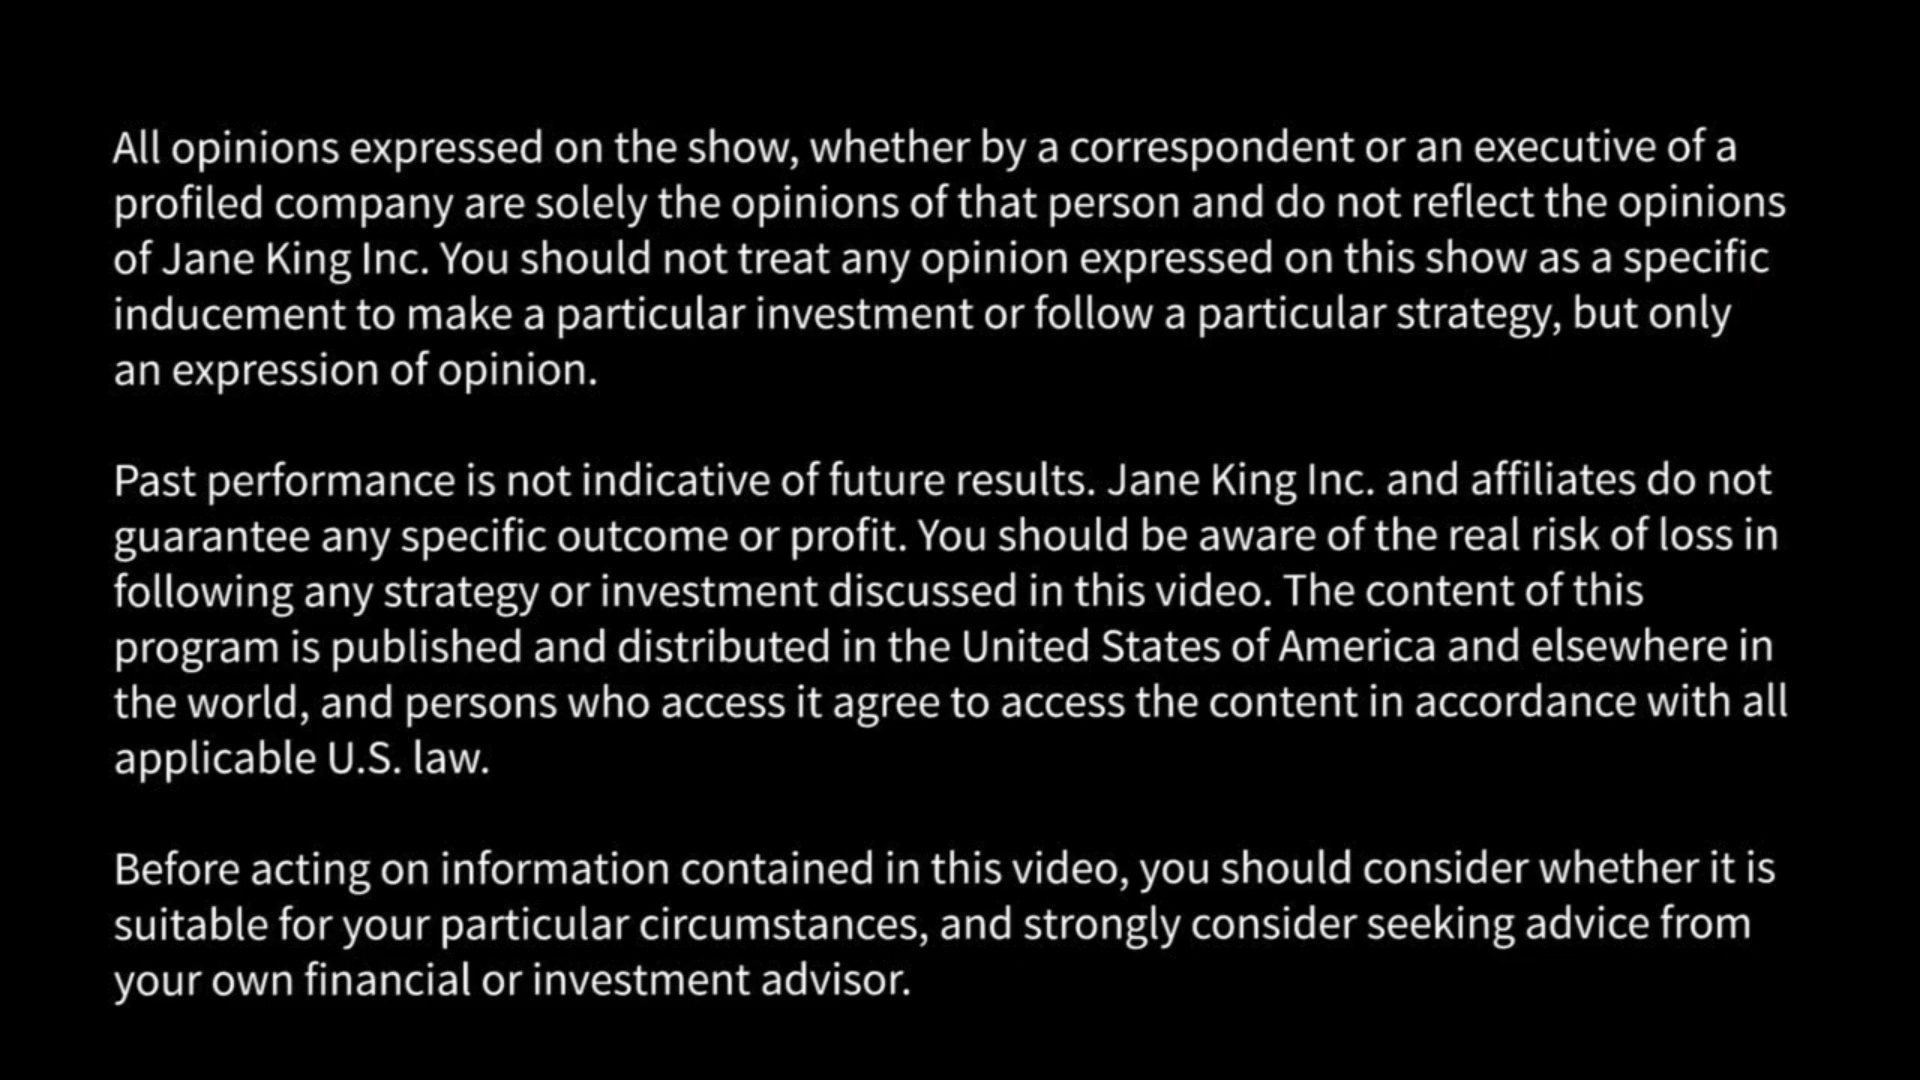 All opinions expressed on the show, whether by a correspondent or an executive of a
profiled company are solely the opinions of that person and do not reflect the opinions
of Jane King Inc. You should not treat any opinion expressed on this show as a specific
inducement to make a particular investment or follow a particular strategy, but only
an expression of opinion.

Past performance is not indicative of future results. Jane King Inc. and affiliates do not
guarantee any specific outcome or profit. You should be aware of the real risk of loss in
following any strategy or investment discussed in this video. The content of this
program is published and distributed in the United States of America and elsewhere in
the world, and persons who access it agree to access the content in accordance with all
applicable U.S. law.

Before acting on information contained in this video, you should consider whether it is
suitable for your particular circumstances, and strongly consider seeking advice from
your own financial or investment advisor.